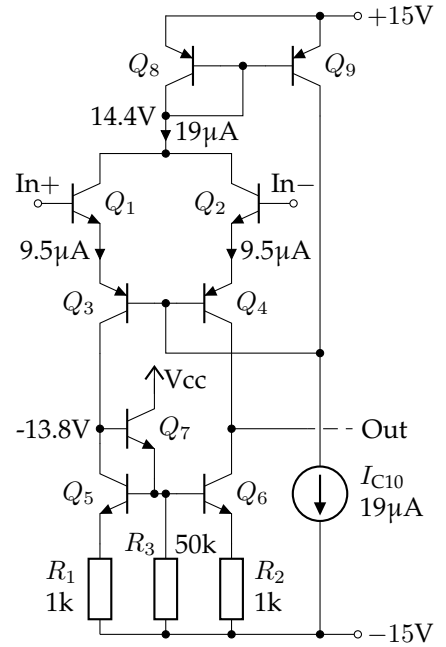 +15V
Q8
Q9
14.4V
19µA
In+
In−
Q1
Q2
9.5µA
9.5µA
Q3
Q4
Vcc
-13.8V
Q7
Out
Q5
Q6
IC10
19µA
R3
50k
R1
R2
1k
1k
−15V